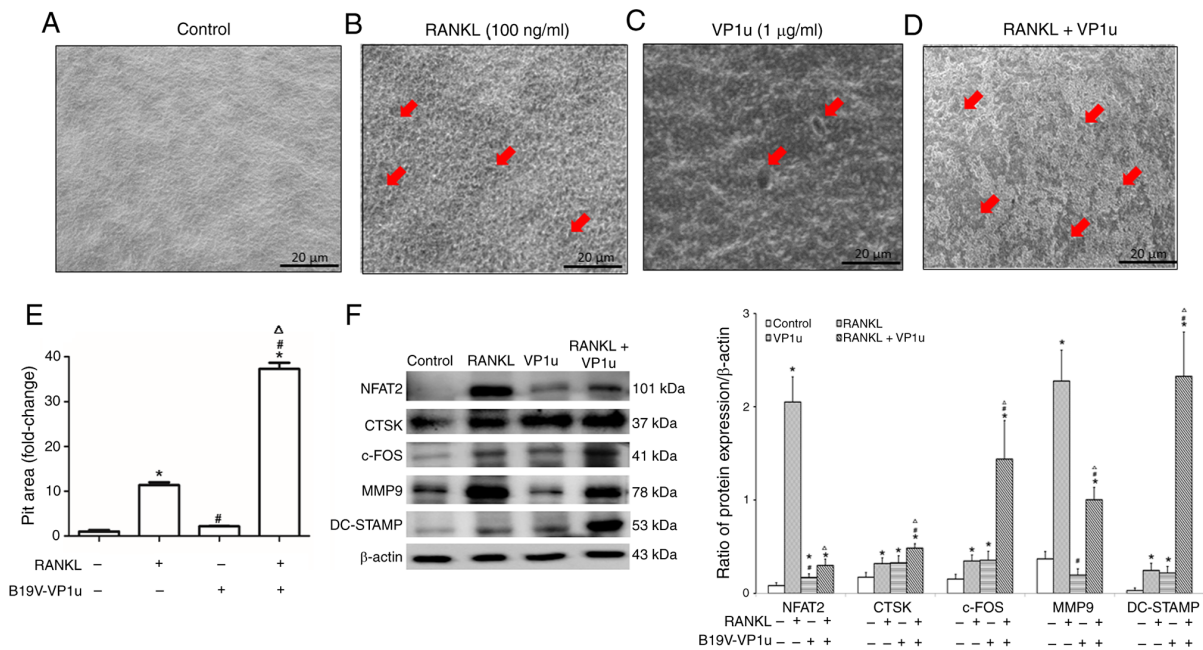 A
Control
B
RANKL (100 ng/ml)
C
VP1u (1 μg/ml)
D
RANKL + VP1u
20 μm
20 μm
20 μm
20 μm
E
Pit area (fold-change)
40
30
20
10
0
*
#
△
#
*
RANKL – + – +
B19V-VP1u – – + +
F
Control RANKL VP1u RANKL + VP1u
NFAT2 101 kDa
CTSK 37 kDa
c-FOS 41 kDa
MMP9 78 kDa
DC-STAMP 53 kDa
β-actin 43 kDa
Ratio of protein expression/β-actin
3
2
1
0
Control RANKL
VP1u RANKL + VP1u
* * # △ *
* * △ # *
* * △ # *
* # △ # *
* * △ # *
NFAT2 CTSK c-FOS MMP9 DC-STAMP
RANKL – + – + – + – + – + – + – + – + – + – +
B19V-VP1u – – + + – – + + – – + + – – + + – – + +